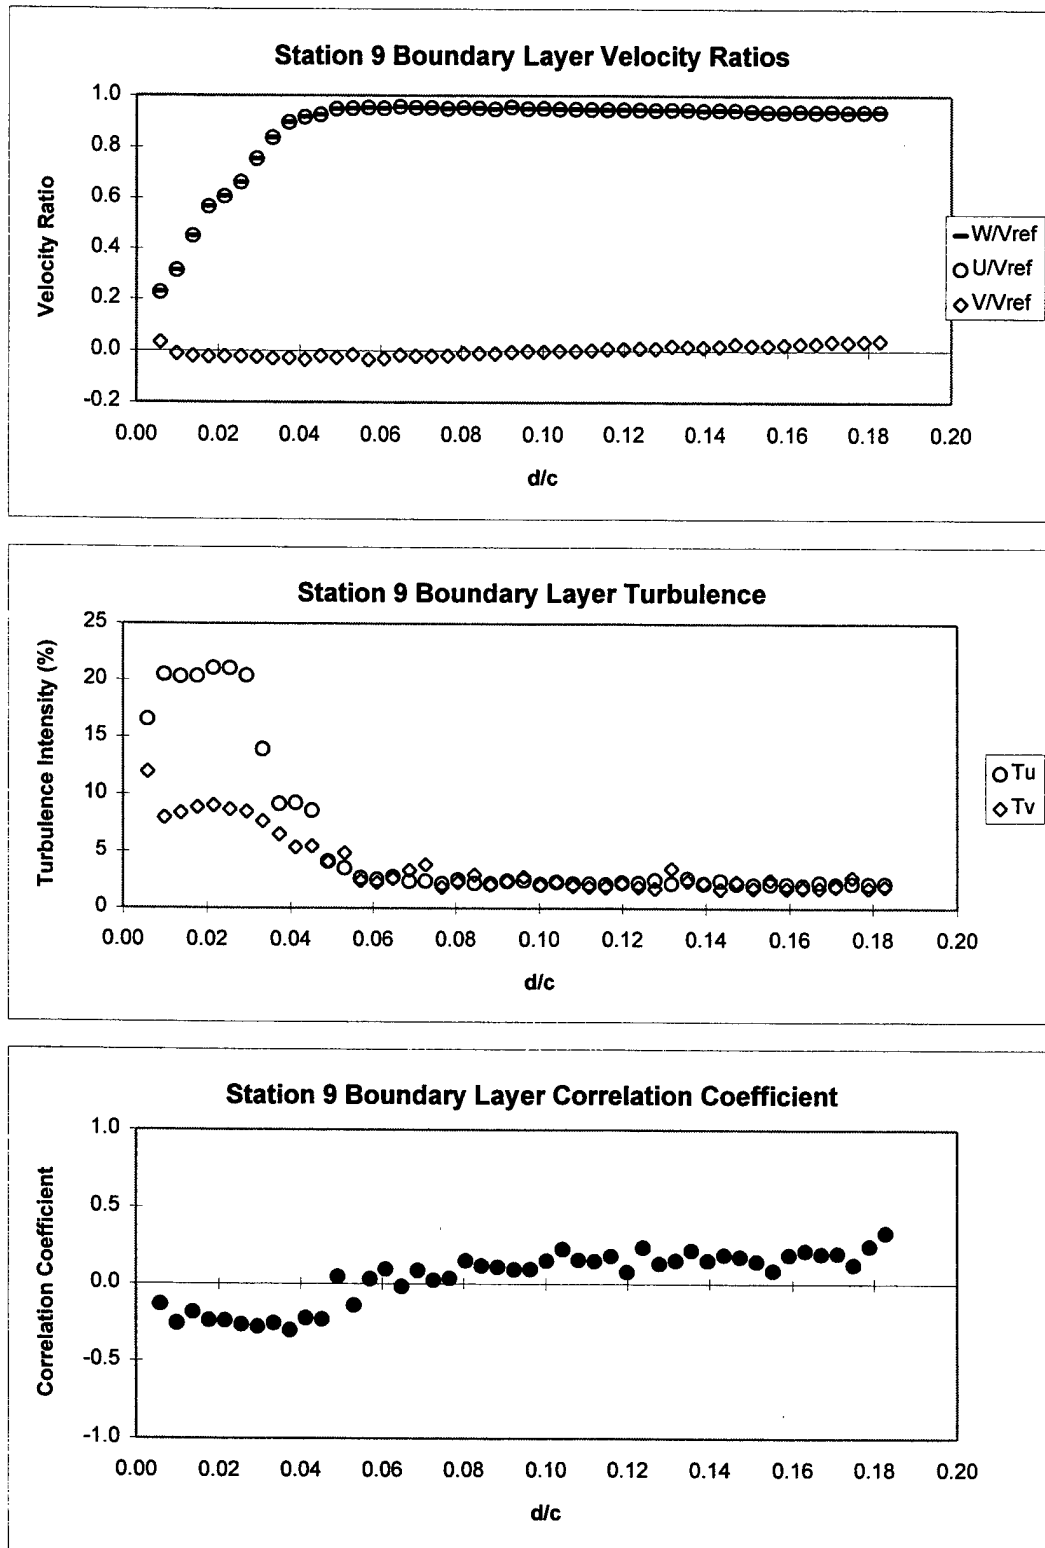 Station 9 Boundary Layer Velocity Ratios
1.0
0.8
0.6
0.4
0.2
0.0
-0.2
Velocity Ratio
0.00 0.02 0.04 0.06 0.08 0.10 0.12 0.14 0.16 0.18 0.20
d/c
W/Vref
U/Vref
V/Vref
Station 9 Boundary Layer Turbulence
25
20
15
10
5
0
Turbulence Intensity (%)
0.00 0.02 0.04 0.06 0.08 0.10 0.12 0.14 0.16 0.18 0.20
d/c
Tu
Tv
Station 9 Boundary Layer Correlation Coefficient
1.0
0.5
0.0
-0.5
-1.0
Correlation Coefficient
0.00 0.02 0.04 0.06 0.08 0.10 0.12 0.14 0.16 0.18 0.20
d/c